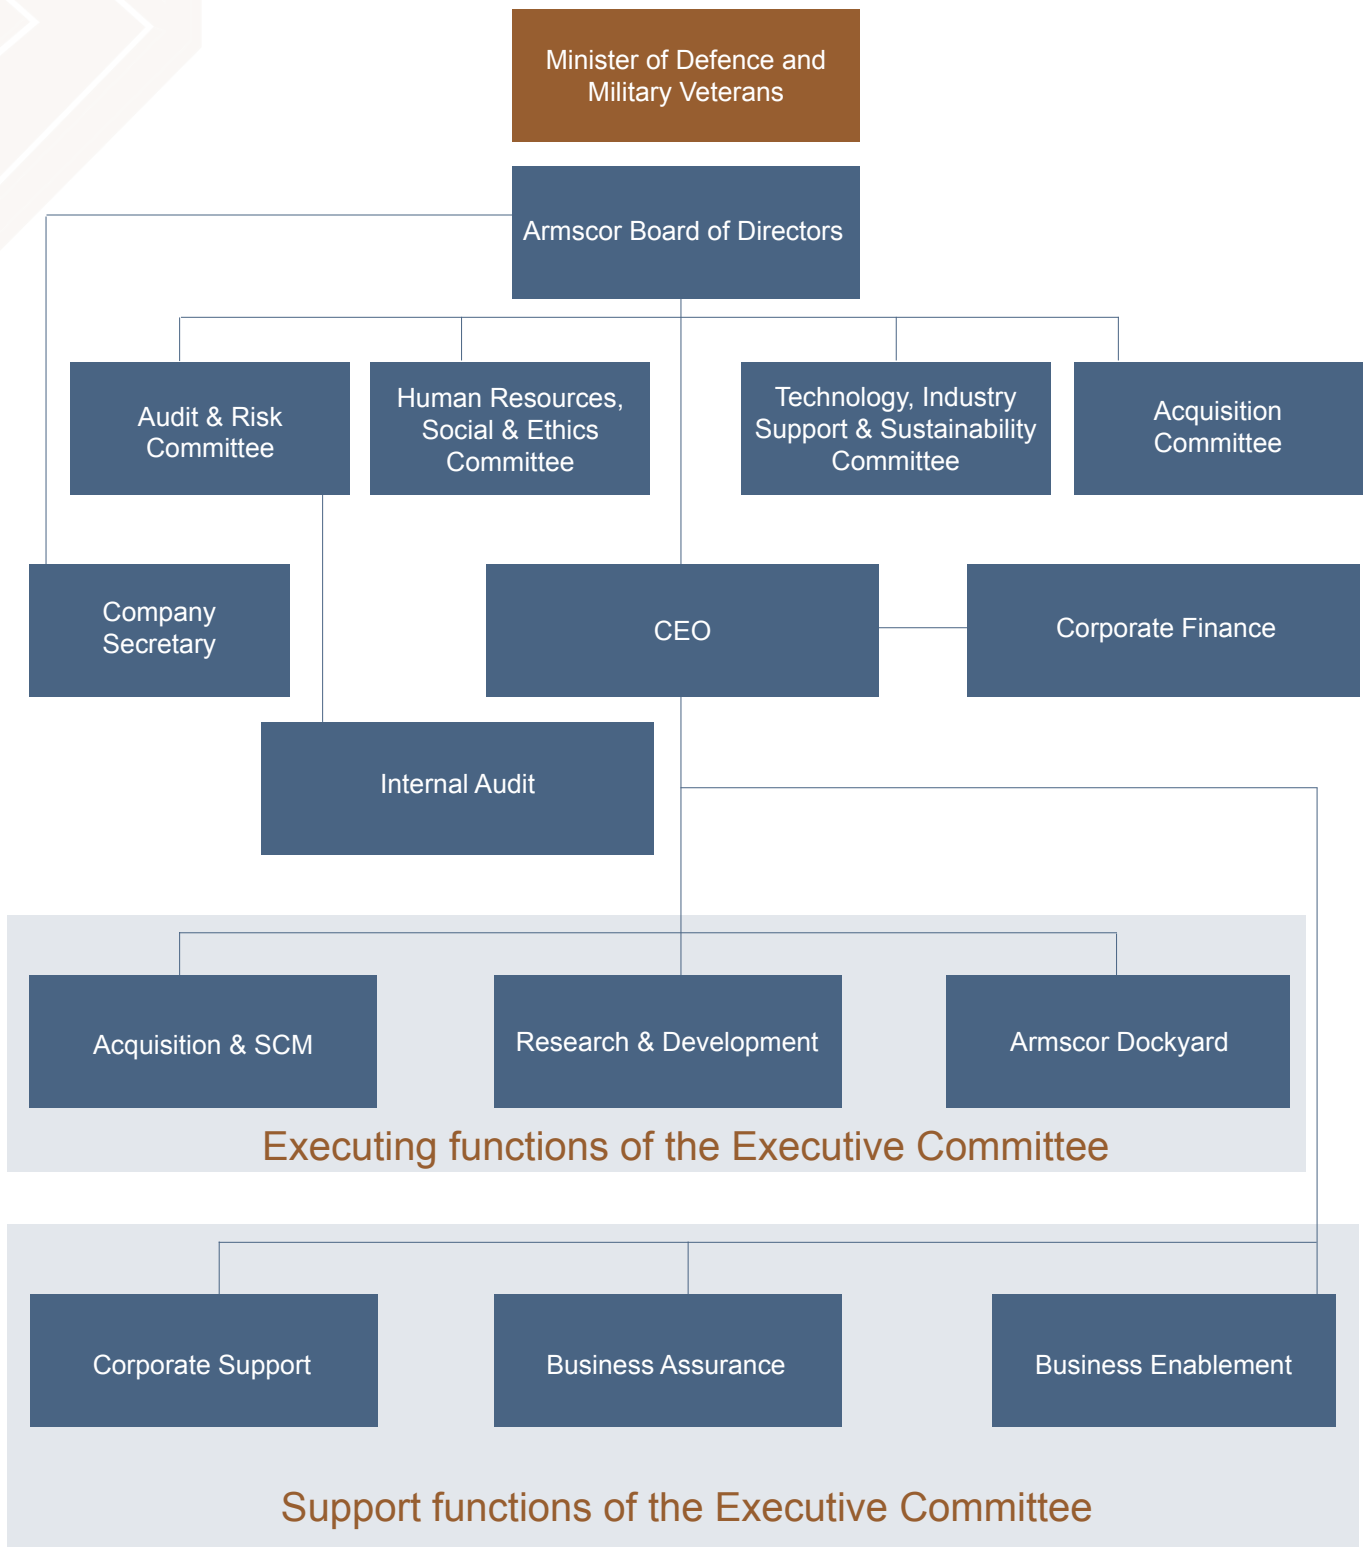 Minister of Defence and
Military Veterans
Armscor Board of Directors
Audit & Risk
Committee
Human Resources,
Social & Ethics
Committee
Technology, Industry
Support & Sustainability
Committee
Acquisition
Committee
Company
Secretary
CEO
Corporate Finance
Internal Audit
Acquisition & SCM
Research & Development
Armscor Dockyard
Executing functions of the Executive Committee
Corporate Support
Business Assurance
Business Enablement
Support functions of the Executive Committee